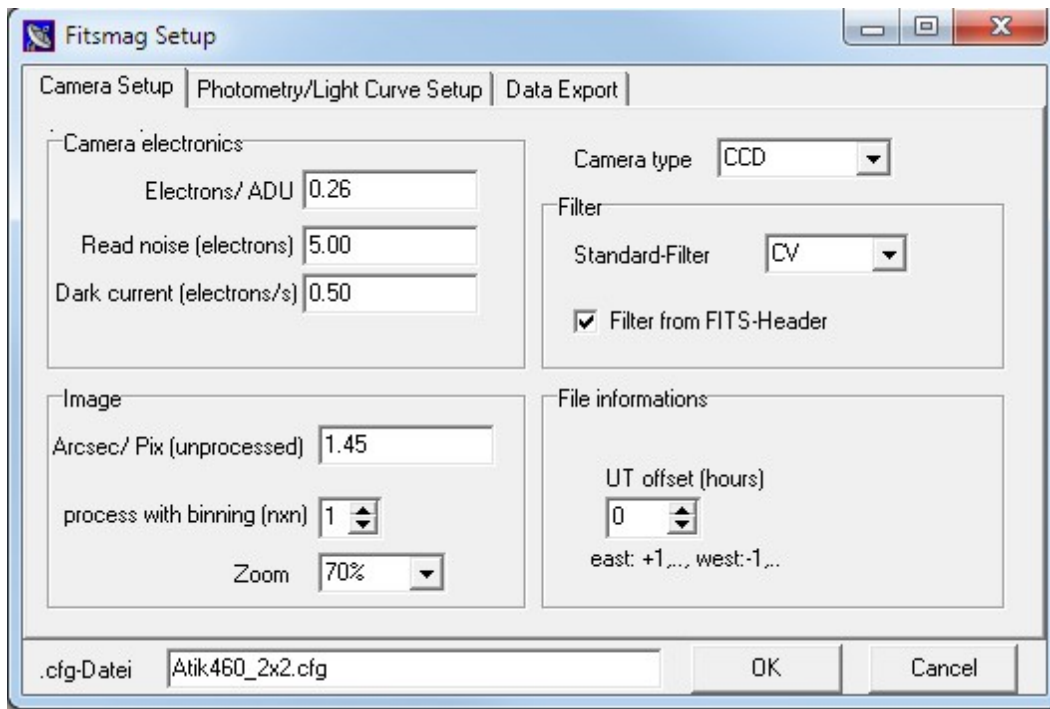 Fitsmag Setup
Camera Setup
Photometry/Light Curve Setup
Data Export
Camera electronics
Electrons/ ADU 0.26
Read noise (electrons) 5.00
Dark current (electrons/s) 0.50
Camera type CCD
Filter
Standard-Filter CV
Filter from FITS-Header
Image
Arcsec/ Pix (unprocessed) 1.45
process with binning (nxn) 1
Zoom 70%
File informations
UT offset (hours)
0
east: +1,.., west:-1,..
.cfg-Datei Atik460_2x2.cfg
OK
Cancel